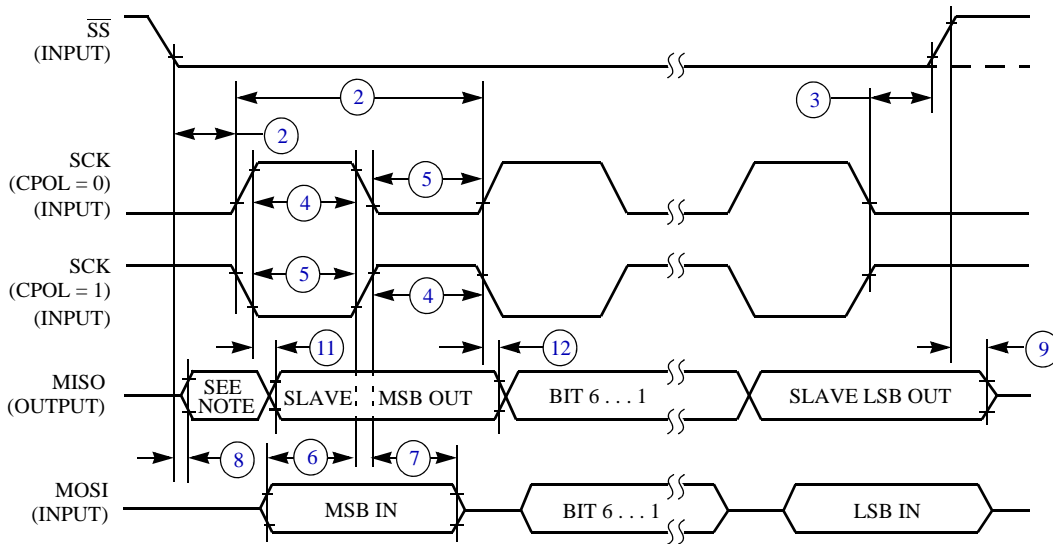 SS
(INPUT)
2
3
2
SCK
(CPOL = 0)
(INPUT)
5
4
SCK
(CPOL = 1)
(INPUT)
5
4
11
12
9
MISO
(OUTPUT)
SEE
NOTE
SLAVE
MSB OUT
BIT 6 . . . 1
SLAVE LSB OUT
8
6
7
MOSI
(INPUT)
MSB IN
BIT 6 . . . 1
LSB IN